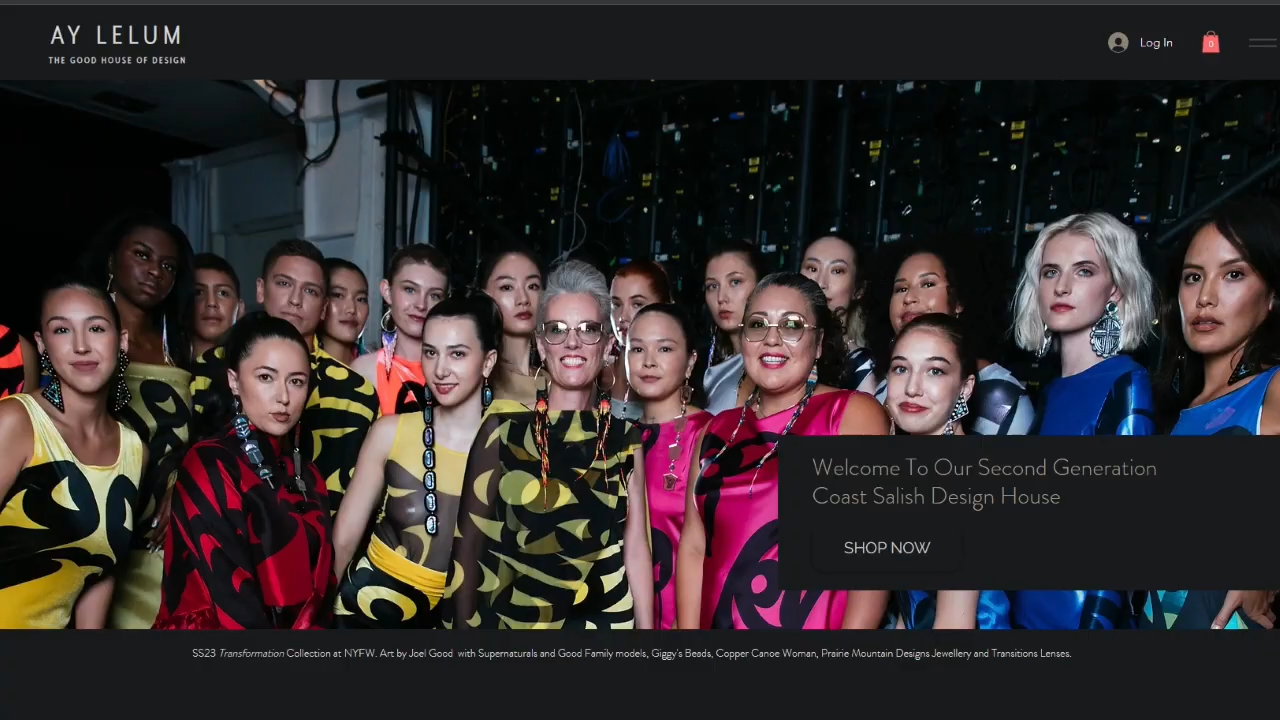 AY LELUM
THE GOOD HOUSE OF DESIGN
Log In
0
Welcome To Our Second Generation
Coast Salish Design House
SHOP NOW
SS23 Transformation Collection at NYFW. Art by Joel Good with Supernaturals and Good Family models, Giggy's Beads, Copper Canoe Woman, Prairie Mountain Designs Jewellery and Transitions Lenses.